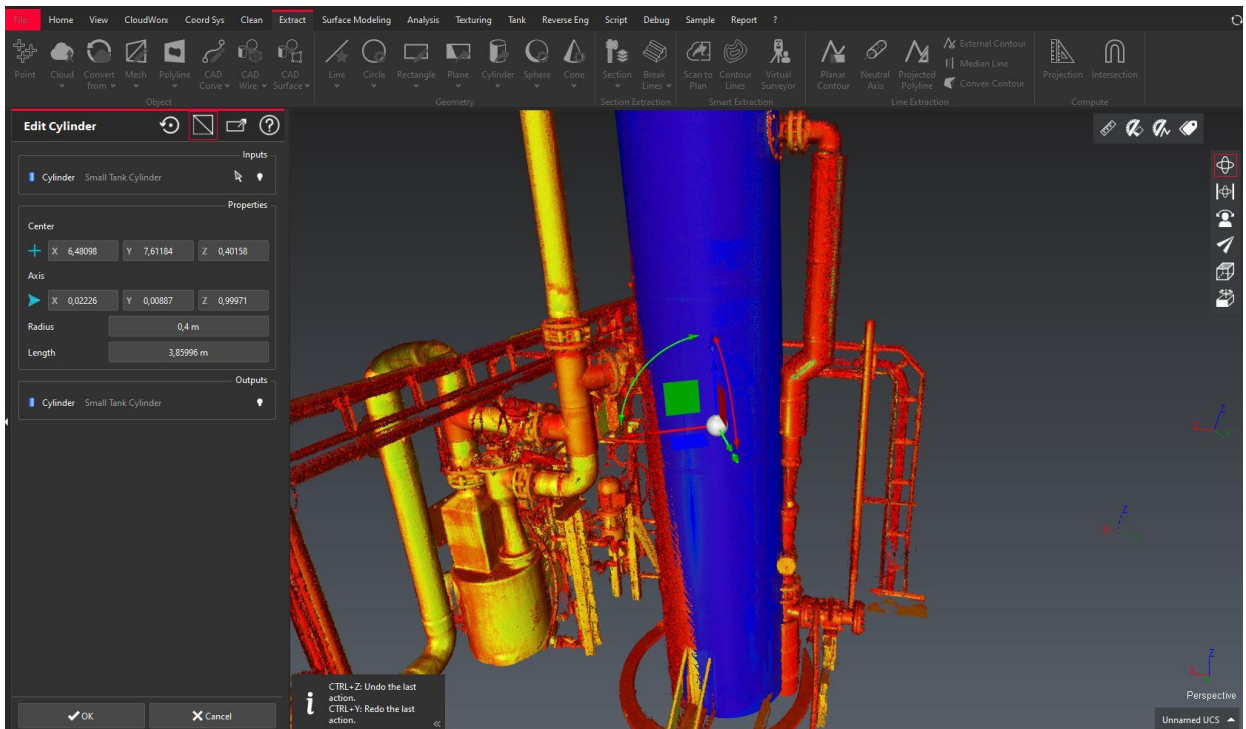 File Home View CloudWorx Coord Sys Clean Extract Surface Modeling Analysis Texturing Tank Reverse Eng Script Debug Sample Report ?
Point Cloud Convert from Mesh Polyline CAD Curve CAD Wire CAD Surface
Line Circle Rectangle Plane Cylinder Sphere Cone
Section Break Lines
Scan to Plan Contour Lines Virtual Surveyor
Planar Contour Neutral Axis Projected Polyline
External Contour
Median Line
Convex Contour
Projection Intersection
Object Geometry Section Extraction Smart Extraction Line Extraction Compute
Edit Cylinder
Inputs
Cylinder Small Tank Cylinder
Properties
Center
X 6,48098 Y 7,61184 Z 0,40158
Axis
X 0,02226 Y 0,00887 Z 0,99971
Radius 0,4 m
Length 3,85996 m
Outputs
Cylinder Small Tank Cylinder
OK Cancel
CTRL+Z: Undo the last
action.
CTRL+Y: Redo the last
action.
Z
Z
Z
Perspective
Unnamed UCS